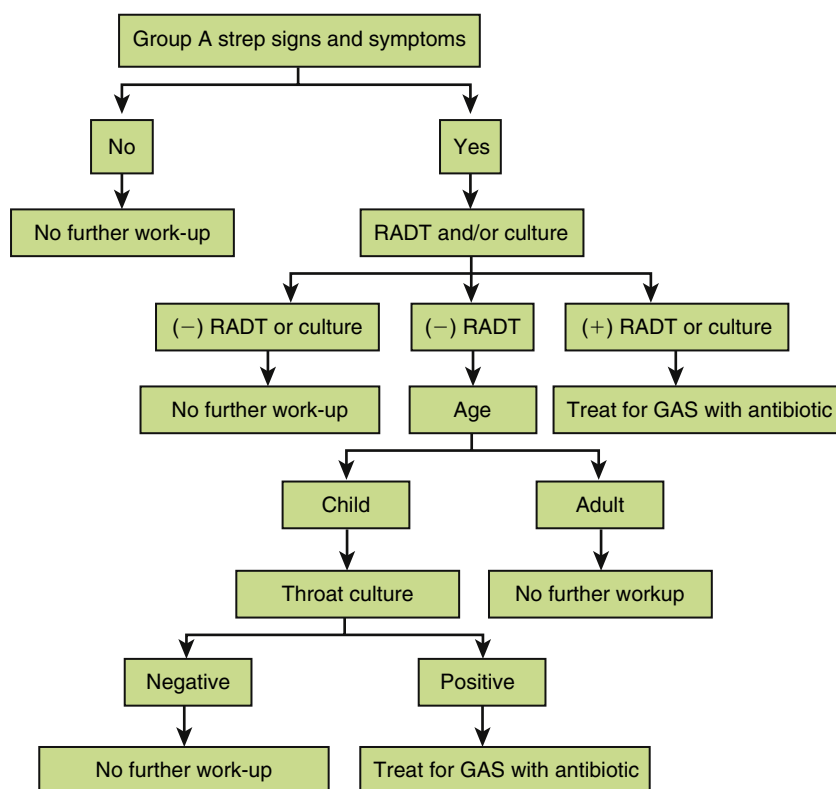 Group A strep signs and symptoms
No
Yes
No further work-up
RADT and/or culture
(−) RADT or culture
(−) RADT
(+) RADT or culture
No further work-up
Age
Treat for GAS with antibiotic
Child
Adult
Throat culture
No further workup
Negative
Positive
No further work-up
Treat for GAS with antibiotic